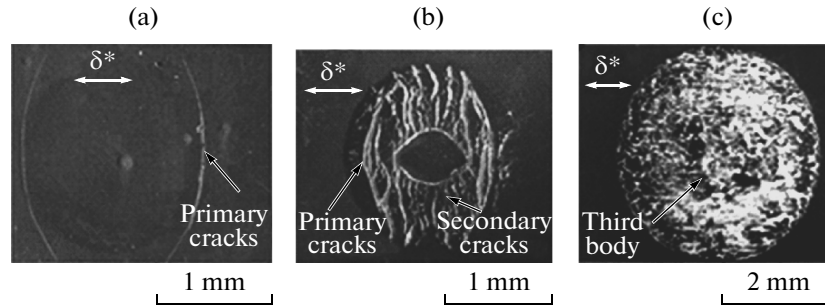 (a)
(b)
(c)
δ*
δ*
δ*
Primary
cracks
Primary
cracks
Secondary
cracks
Third
body
1 mm
1 mm
2 mm